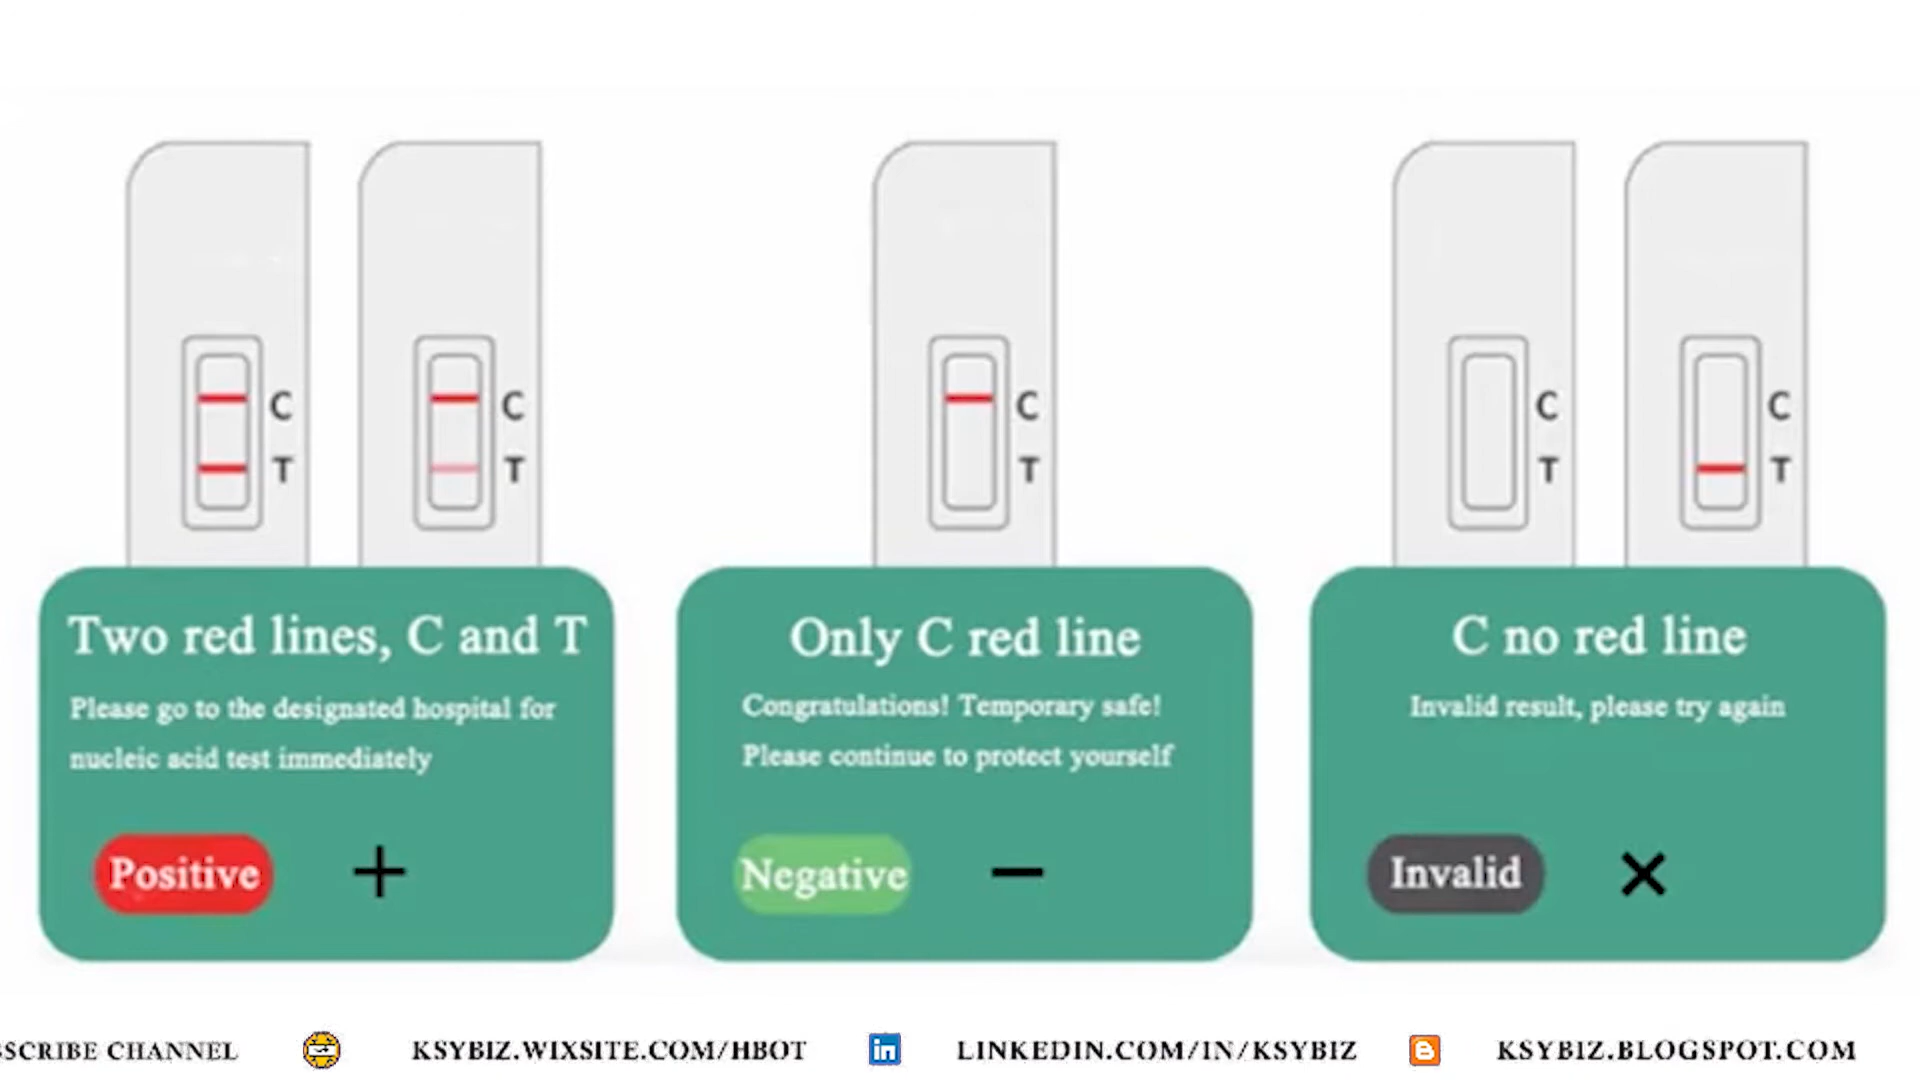 C
T
C
T
C
T
C
T
C
T
Two red lines, C and T
Please go to the designated hospital for
nucleic acid test immediately
Positive +
Only C red line
Congratulations! Temporary safe!
Please continue to protect yourself
Negative −
C no red line
Invalid result, please try again
Invalid ×
SCRIBE CHANNEL
KSYBIZ.WIXSITE.COM/HBOT
in
LINKEDIN.COM/IN/KSYBIZ
KSYBIZ.BLOGSPOT.COM